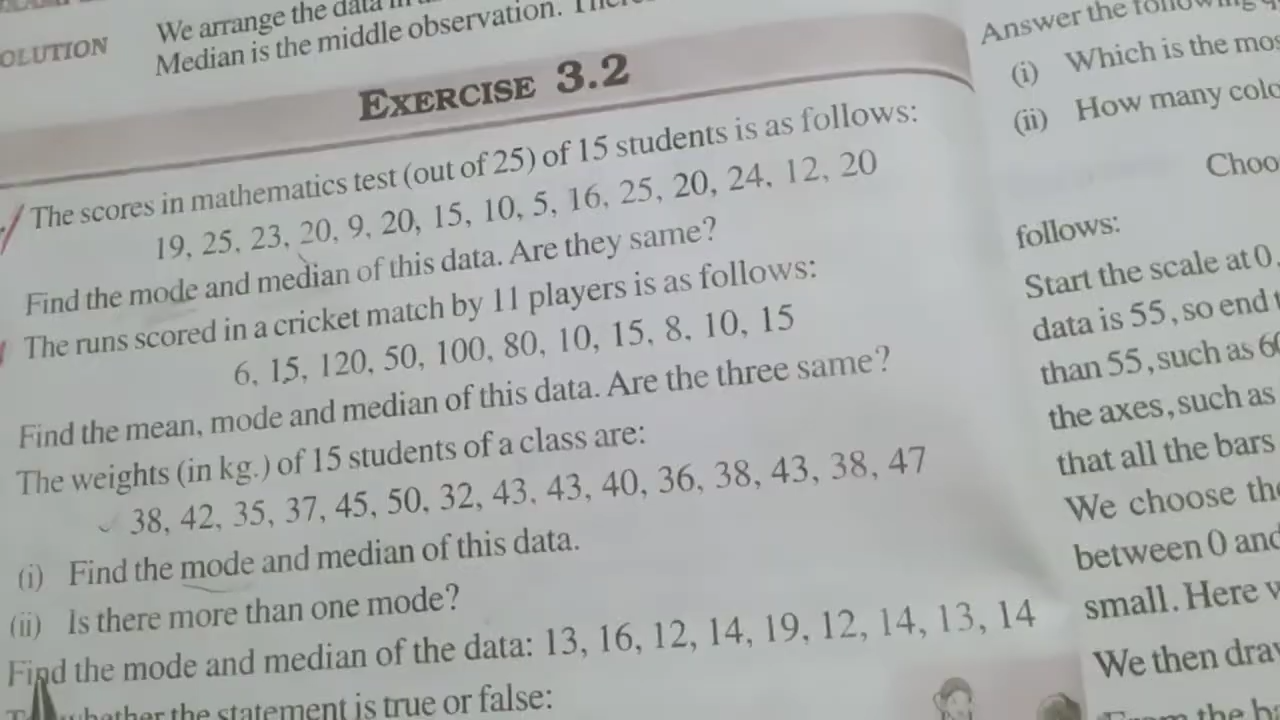 We arrange the data
OLUTION
Median is the middle observation.
EXERCISE 3.2
The scores in mathematics test (out of 25) of 15 students is as follows:
19, 25, 23, 20, 9, 20, 15, 10, 5, 16, 25, 20, 24, 12, 20
Find the mode and median of this data. Are they same?
The runs scored in a cricket match by 11 players is as follows:
6, 15, 120, 50, 100, 80, 10, 15, 8, 10, 15
Find the mean, mode and median of this data. Are the three same?
The weights (in kg.) of 15 students of a class are:
38, 42, 35, 37, 45, 50, 32, 43, 43, 40, 36, 38, 43, 38, 47
(i) Find the mode and median of this data.
(ii) Is there more than one mode?
Find the mode and median of the data: 13, 16, 12, 14, 19, 12, 14, 13, 14
whether the statement is true or false:
Answer the following
(i) Which is the mos
(ii) How many colo
Choo
follows:
Start the scale at 0,
data is 55, so end
than 55, such as 60
the axes, such as
that all the bars
We choose the
between 0 and
small. Here w
We then draw
the ba